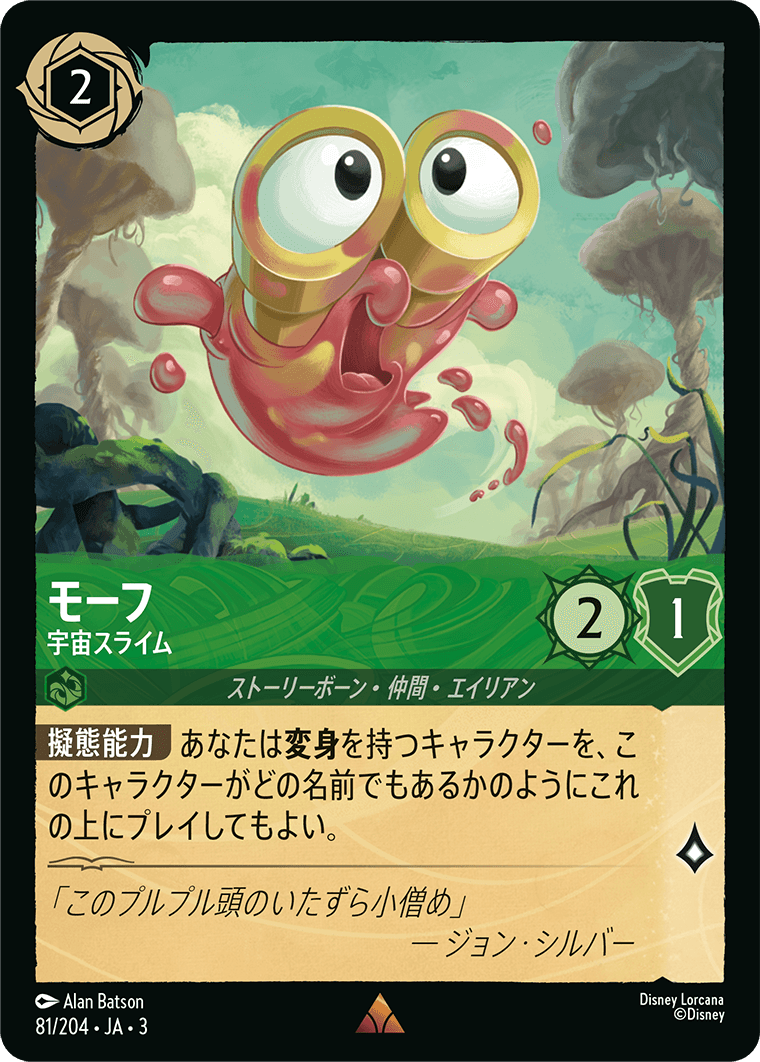 2
モーフ
宇宙スライム
2
1
ストーリーボーン・仲間・エイリアン
擬態能力 あなたは変身を持つキャラクターを、こ
のキャラクターがどの名前でもあるかのようにこれ
の上にプレイしてもよい。
「このプルプル頭のいたずら小僧め」
― ジョン・シルバー
Alan Batson
81/204・JA・3
Disney Lorcana
©Disney